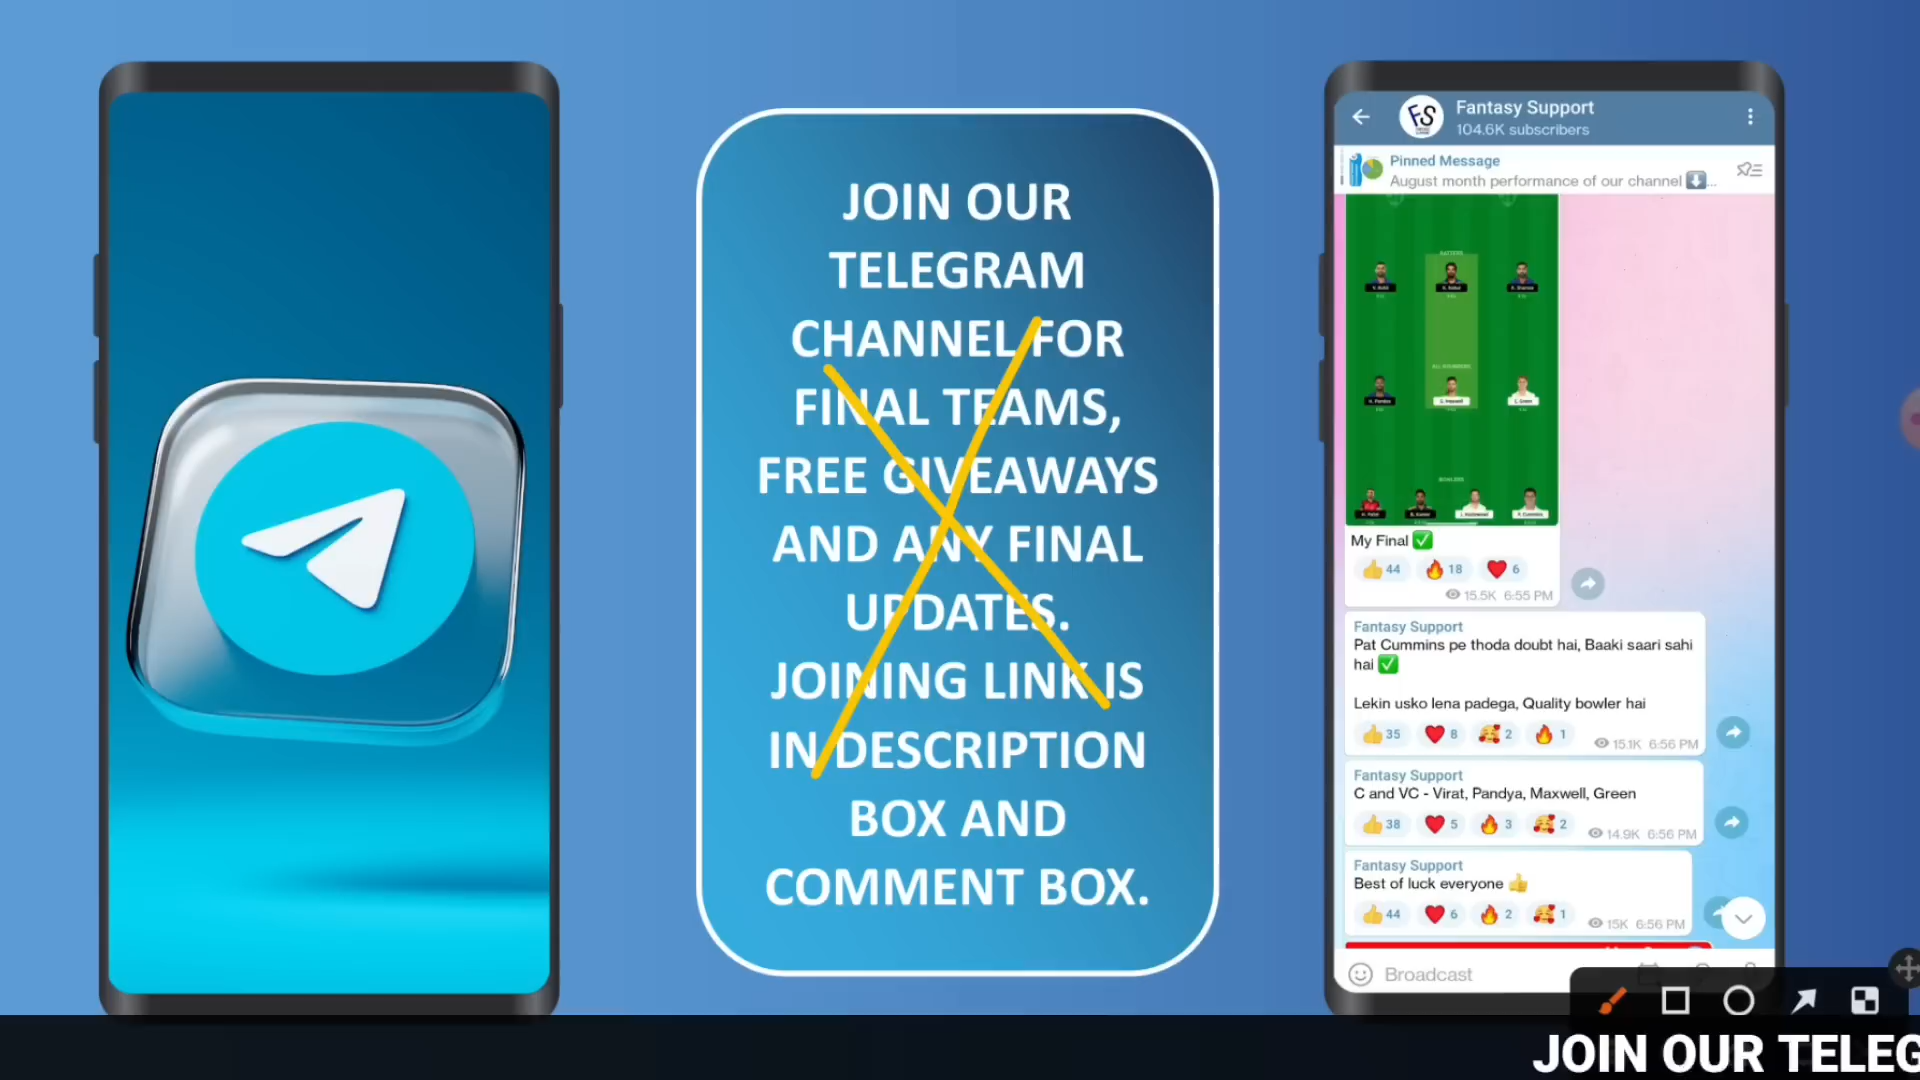 JOIN OUR
TELEGRAM
CHANNEL FOR
FINAL TEAMS,
FREE GIVEAWAYS
AND ANY FINAL
UPDATES.
JOINING LINK IS
IN DESCRIPTION
BOX AND
COMMENT BOX.
FS
Fantasy Support
104.6K subscribers
Pinned Message
August month performance of our channel ⬇️...
BATTERS
ALL-ROUNDERS
BOWLERS
My Final ✅
👍 44 🔥 18 ❤️ 6
15.5K 6:55 PM
Fantasy Support
Pat Cummins pe thoda doubt hai, Baaki saari sahi
hai ✅
Lekin usko lena padega, Quality bowler hai
👍 35 ❤️ 8 🥰 2 🔥 1
15.1K 6:56 PM
Fantasy Support
C and VC - Virat, Pandya, Maxwell, Green
👍 38 ❤️ 5 🔥 3 🥰 2
14.9K 6:56 PM
Fantasy Support
Best of luck everyone 👍
👍 44 ❤️ 6 🔥 2 🥰 1
15K 6:56 PM
Broadcast
JOIN OUR TELEG